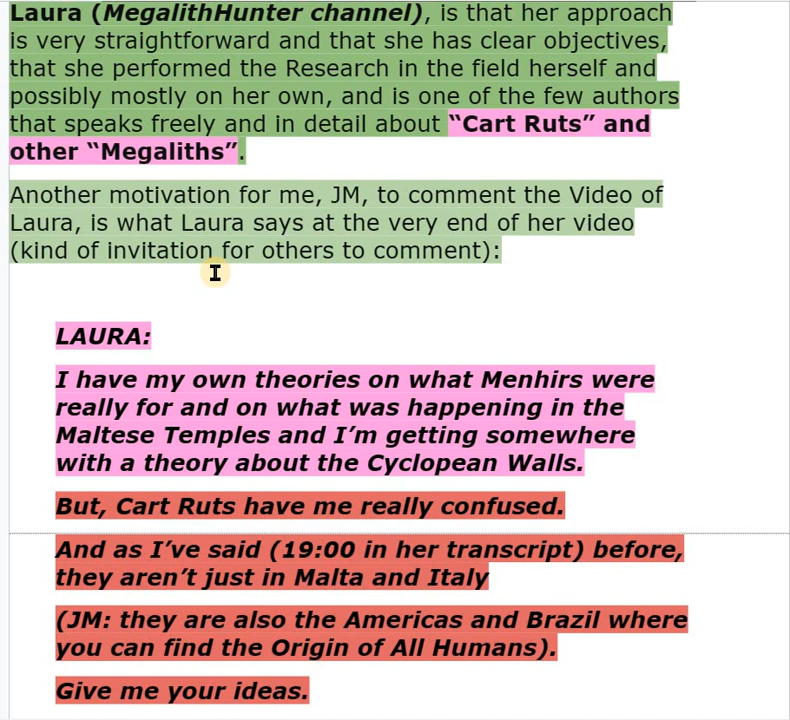 Laura (MegalithHunter channel), is that her approach
is very straightforward and that she has clear objectives,
that she performed the Research in the field herself and
possibly mostly on her own, and is one of the few authors
that speaks freely and in detail about “Cart Ruts” and
other “Megaliths”.
Another motivation for me, JM, to comment the Video of
Laura, is what Laura says at the very end of her video
(kind of invitation for others to comment):
LAURA:
I have my own theories on what Menhirs were
really for and on what was happening in the
Maltese Temples and I’m getting somewhere
with a theory about the Cyclopean Walls.
But, Cart Ruts have me really confused.
And as I’ve said (19:00 in her transcript) before,
they aren’t just in Malta and Italy
(JM: they are also the Americas and Brazil where
you can find the Origin of All Humans).
Give me your ideas.